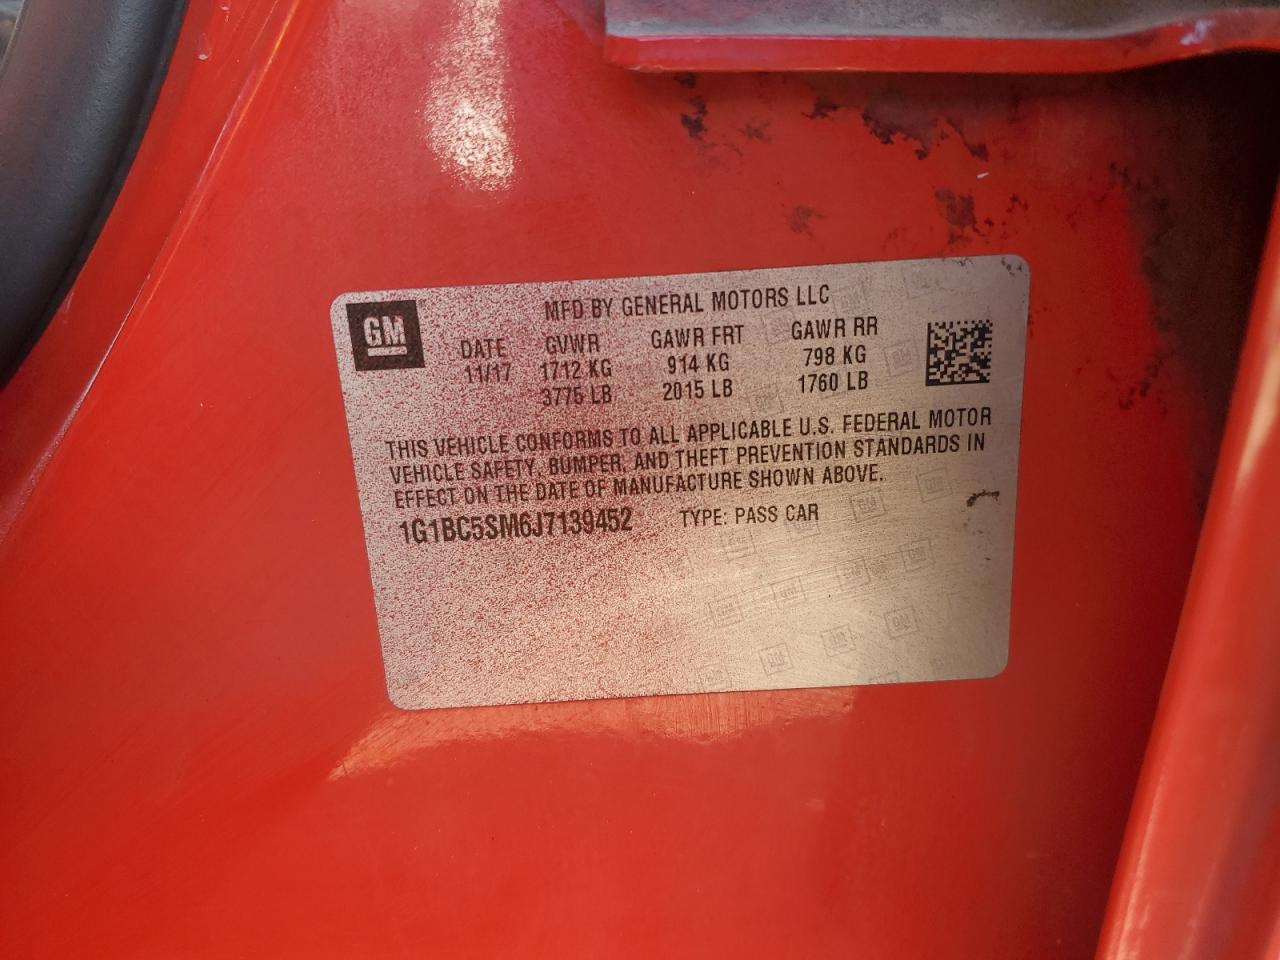 GM
MFD BY GENERAL MOTORS LLC
DATE GVWR GAWR FRT GAWR RR
11/17 1712 KG 914 KG 798 KG
3775 LB 2015 LB 1760 LB
THIS VEHICLE CONFORMS TO ALL APPLICABLE U.S. FEDERAL MOTOR
VEHICLE SAFETY, BUMPER, AND THEFT PREVENTION STANDARDS IN
EFFECT ON THE DATE OF MANUFACTURE SHOWN ABOVE.
1G1BC5SM6J7139452 TYPE: PASS CAR